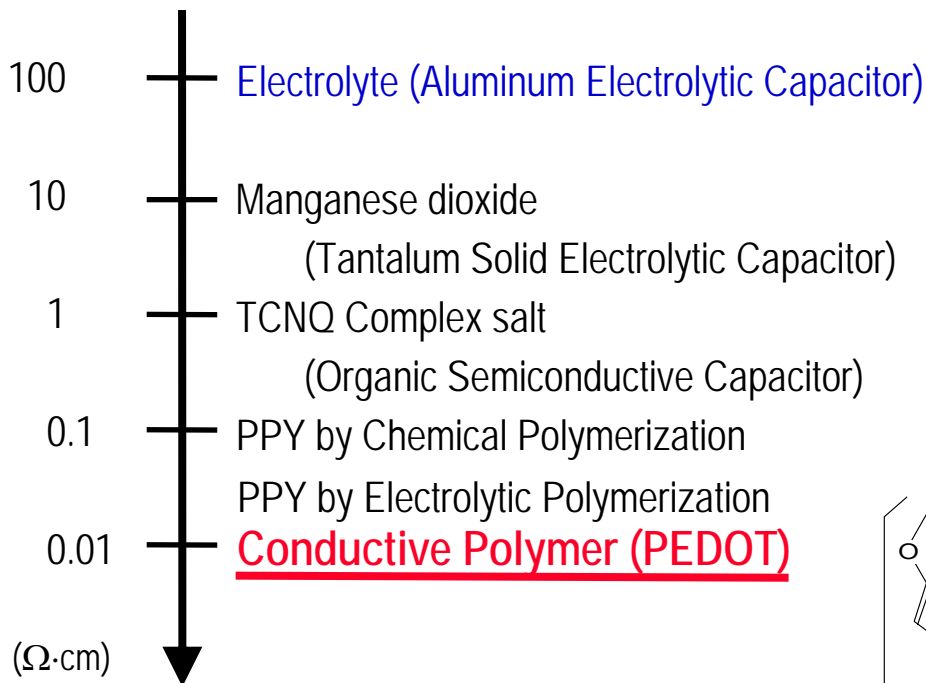 100 Electrolyte (Aluminum Electrolytic Capacitor)
10 Manganese dioxide
(Tantalum Solid Electrolytic Capacitor)
1 TCNQ Complex salt
(Organic Semiconductive Capacitor)
0.1 PPY by Chemical Polymerization
PPY by Electrolytic Polymerization
0.01 Conductive Polymer (PEDOT)
O
(Ω·cm)